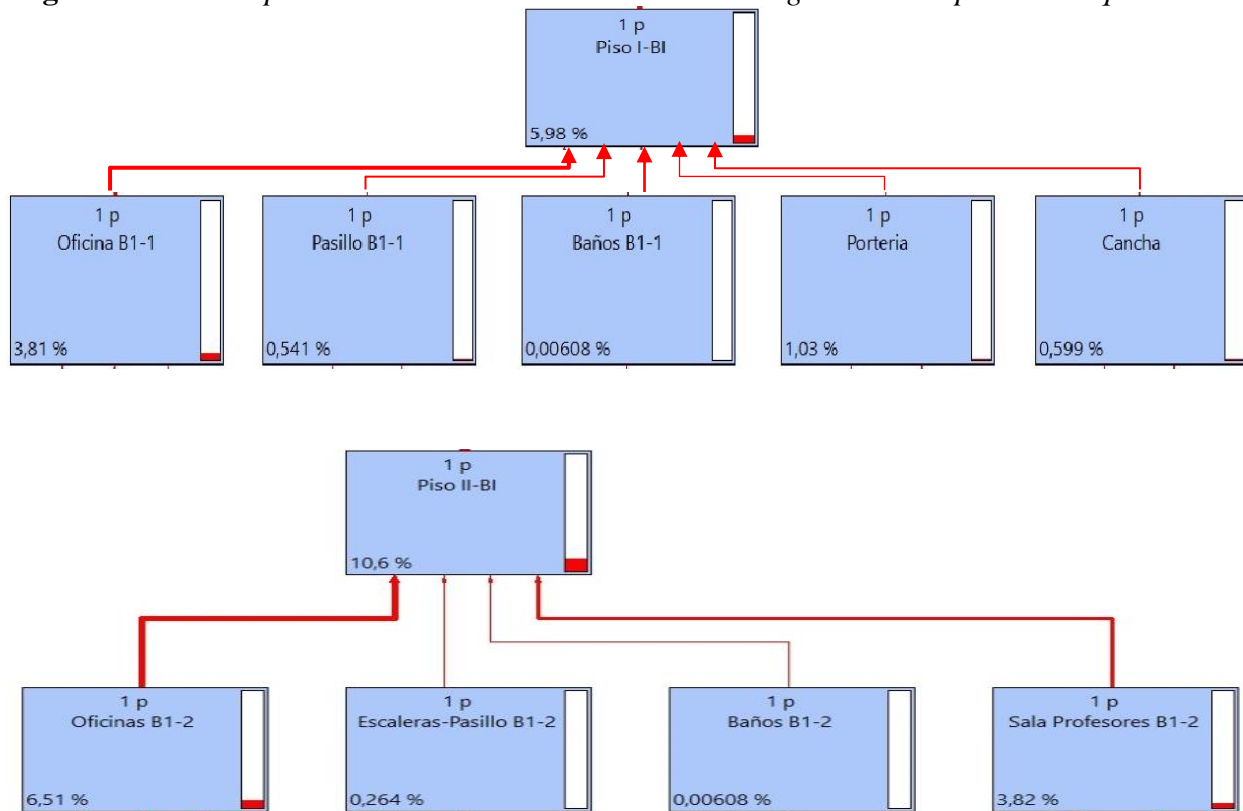 1 p
Piso I-BI
5,98 %
1 p
Oficina B1-1
3,81 %
1 p
Pasillo B1-1
0,541 %
1 p
Baños B1-1
0,00608 %
1 p
Porteria
1,03 %
1 p
Cancha
0,599 %
1 p
Piso II-BI
10,6 %
1 p
Oficinas B1-2
6,51 %
1 p
Escaleras-Pasillo B1-2
0,264 %
1 p
Baños B1-2
0,00608 %
1 p
Sala Profesores B1-2
3,82 %